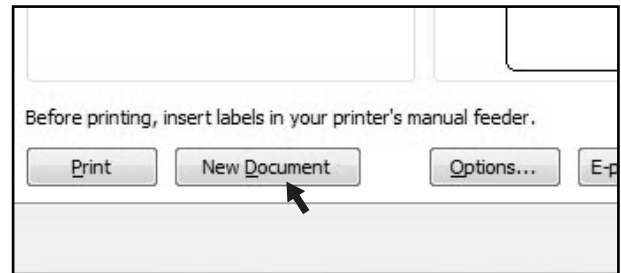 Before printing, insert labels in your printer's manual feeder.
Print New Document Options... E-p